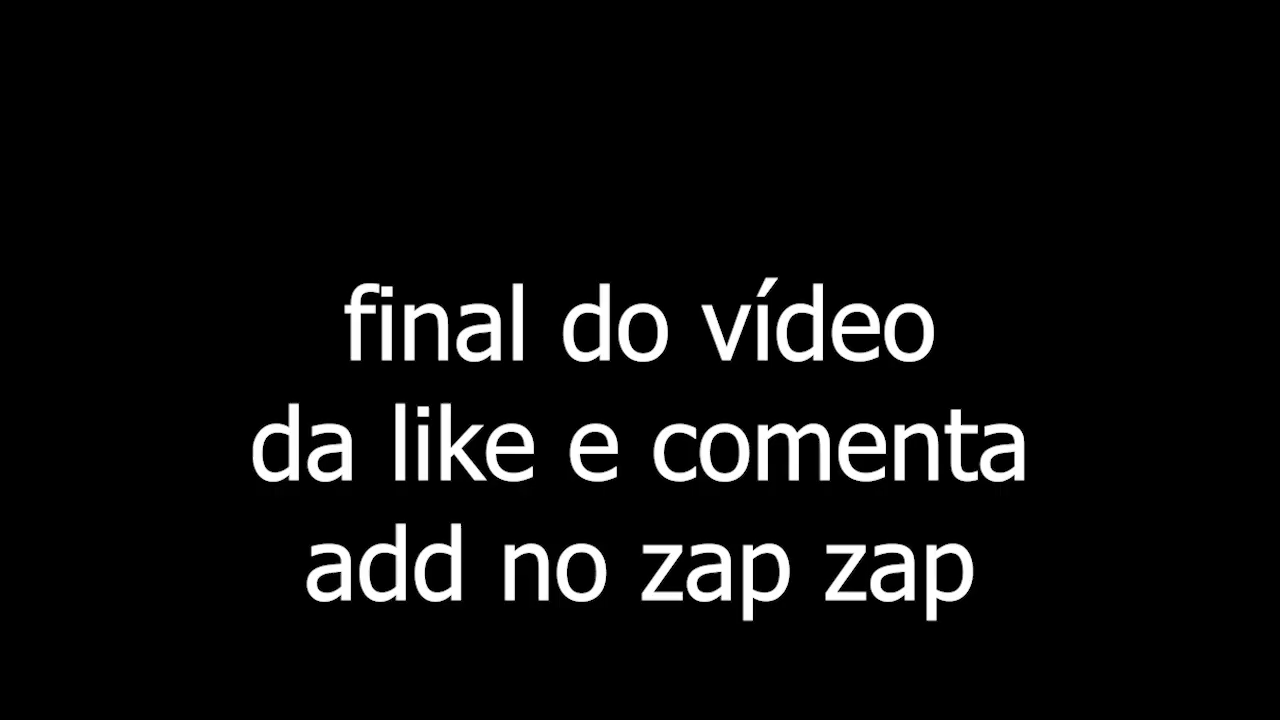 final do vídeo
da like e comenta
add no zap zap